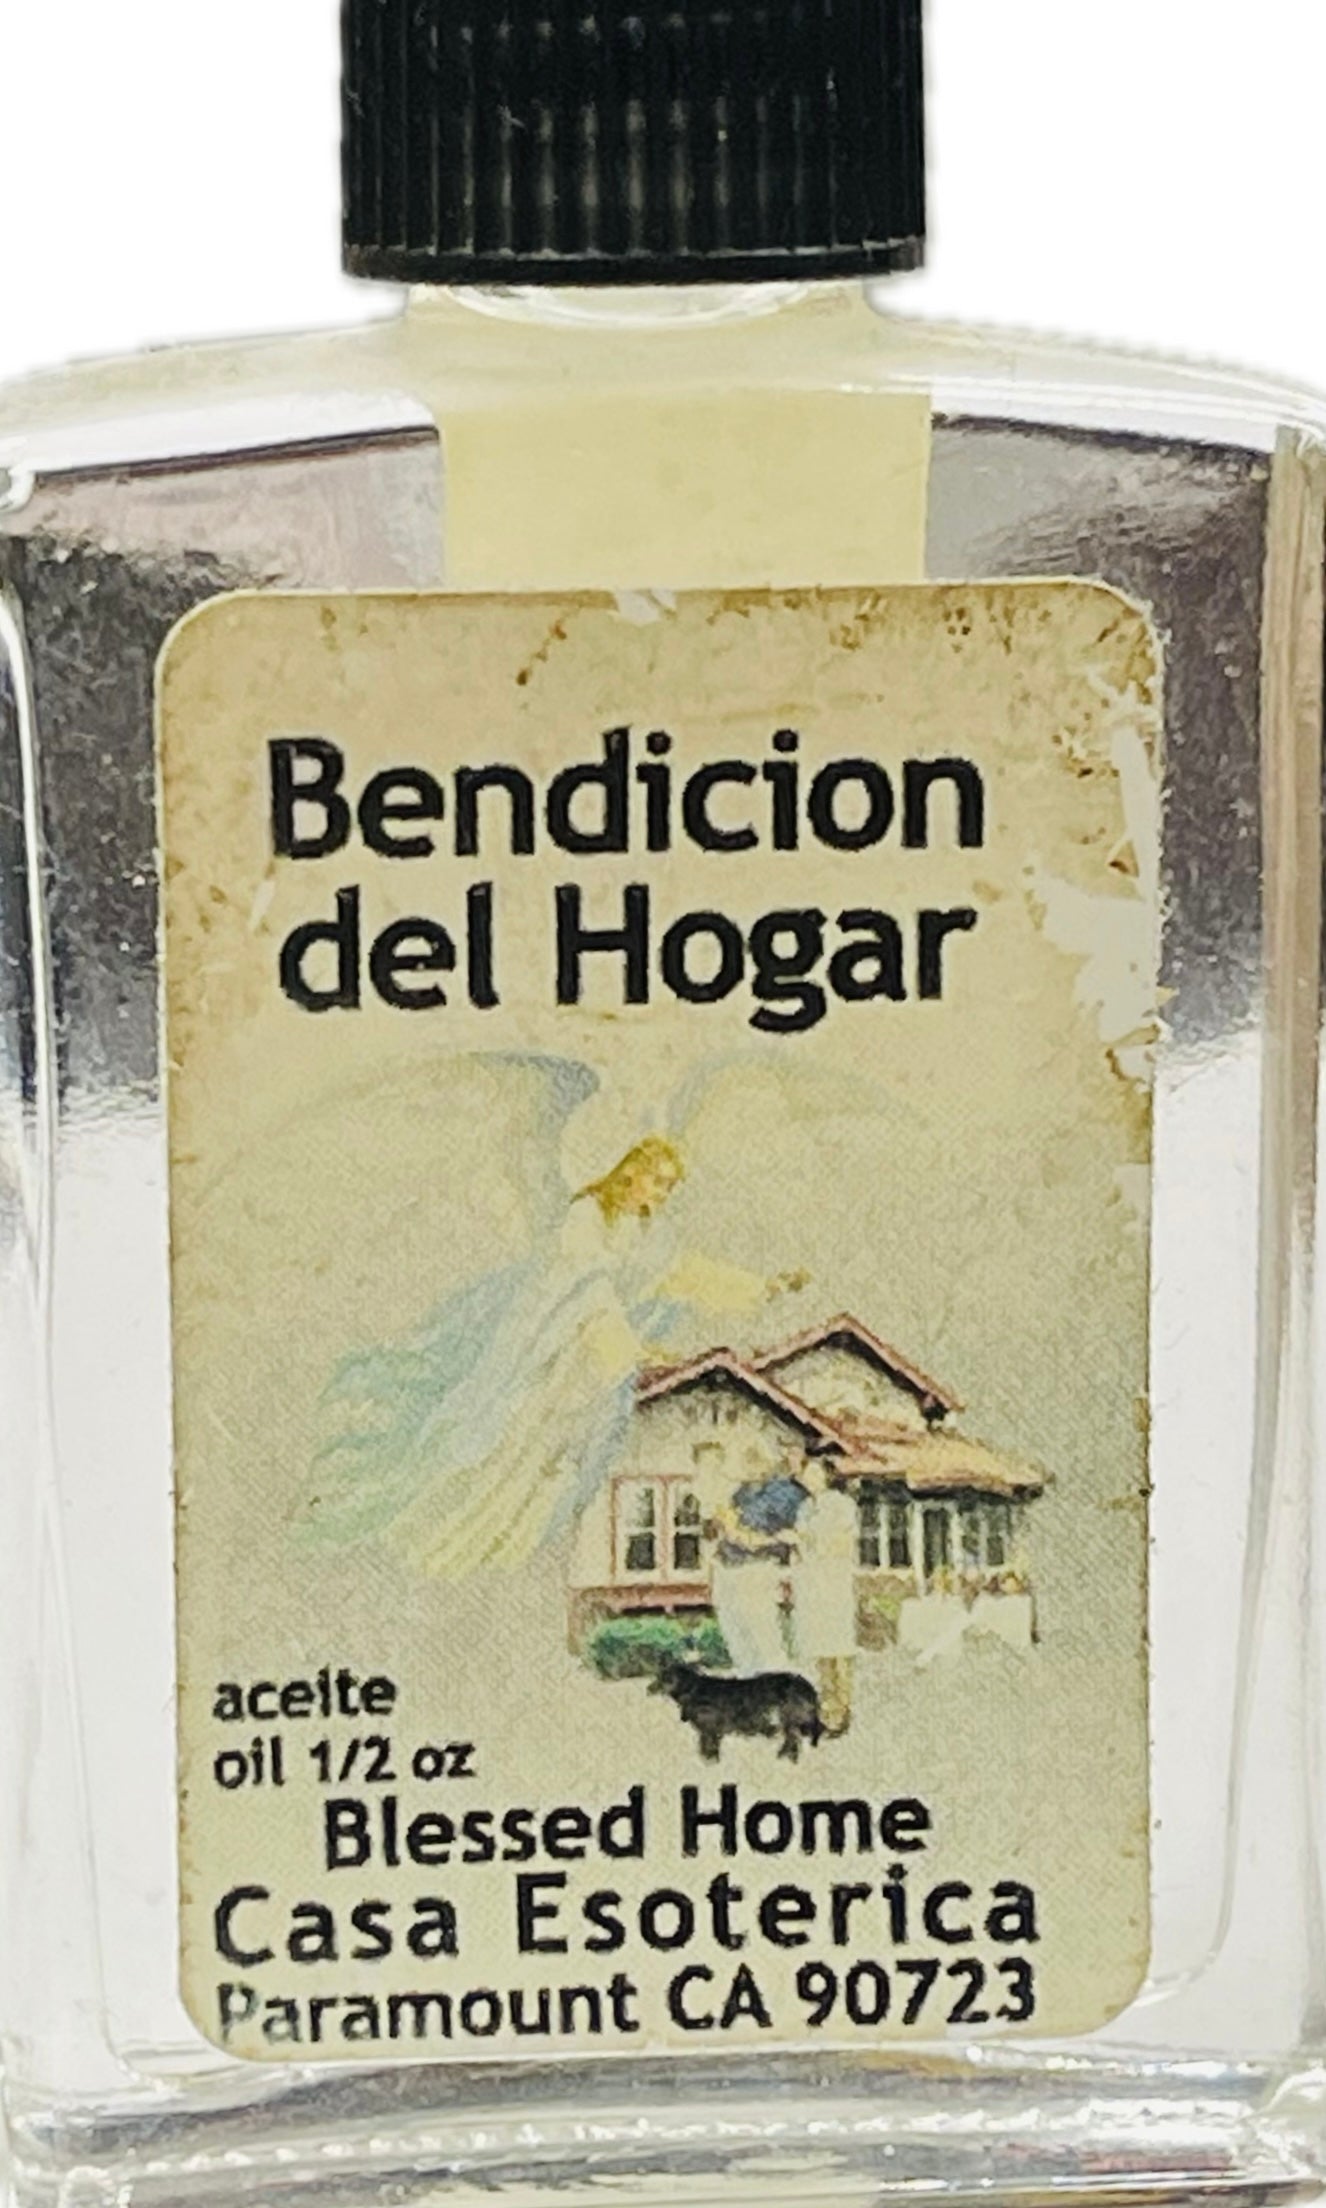 Bendicion
del Hogar
aceite
oil 1/2 oz
Blessed Home
Casa Esoterica
Paramount CA 90723